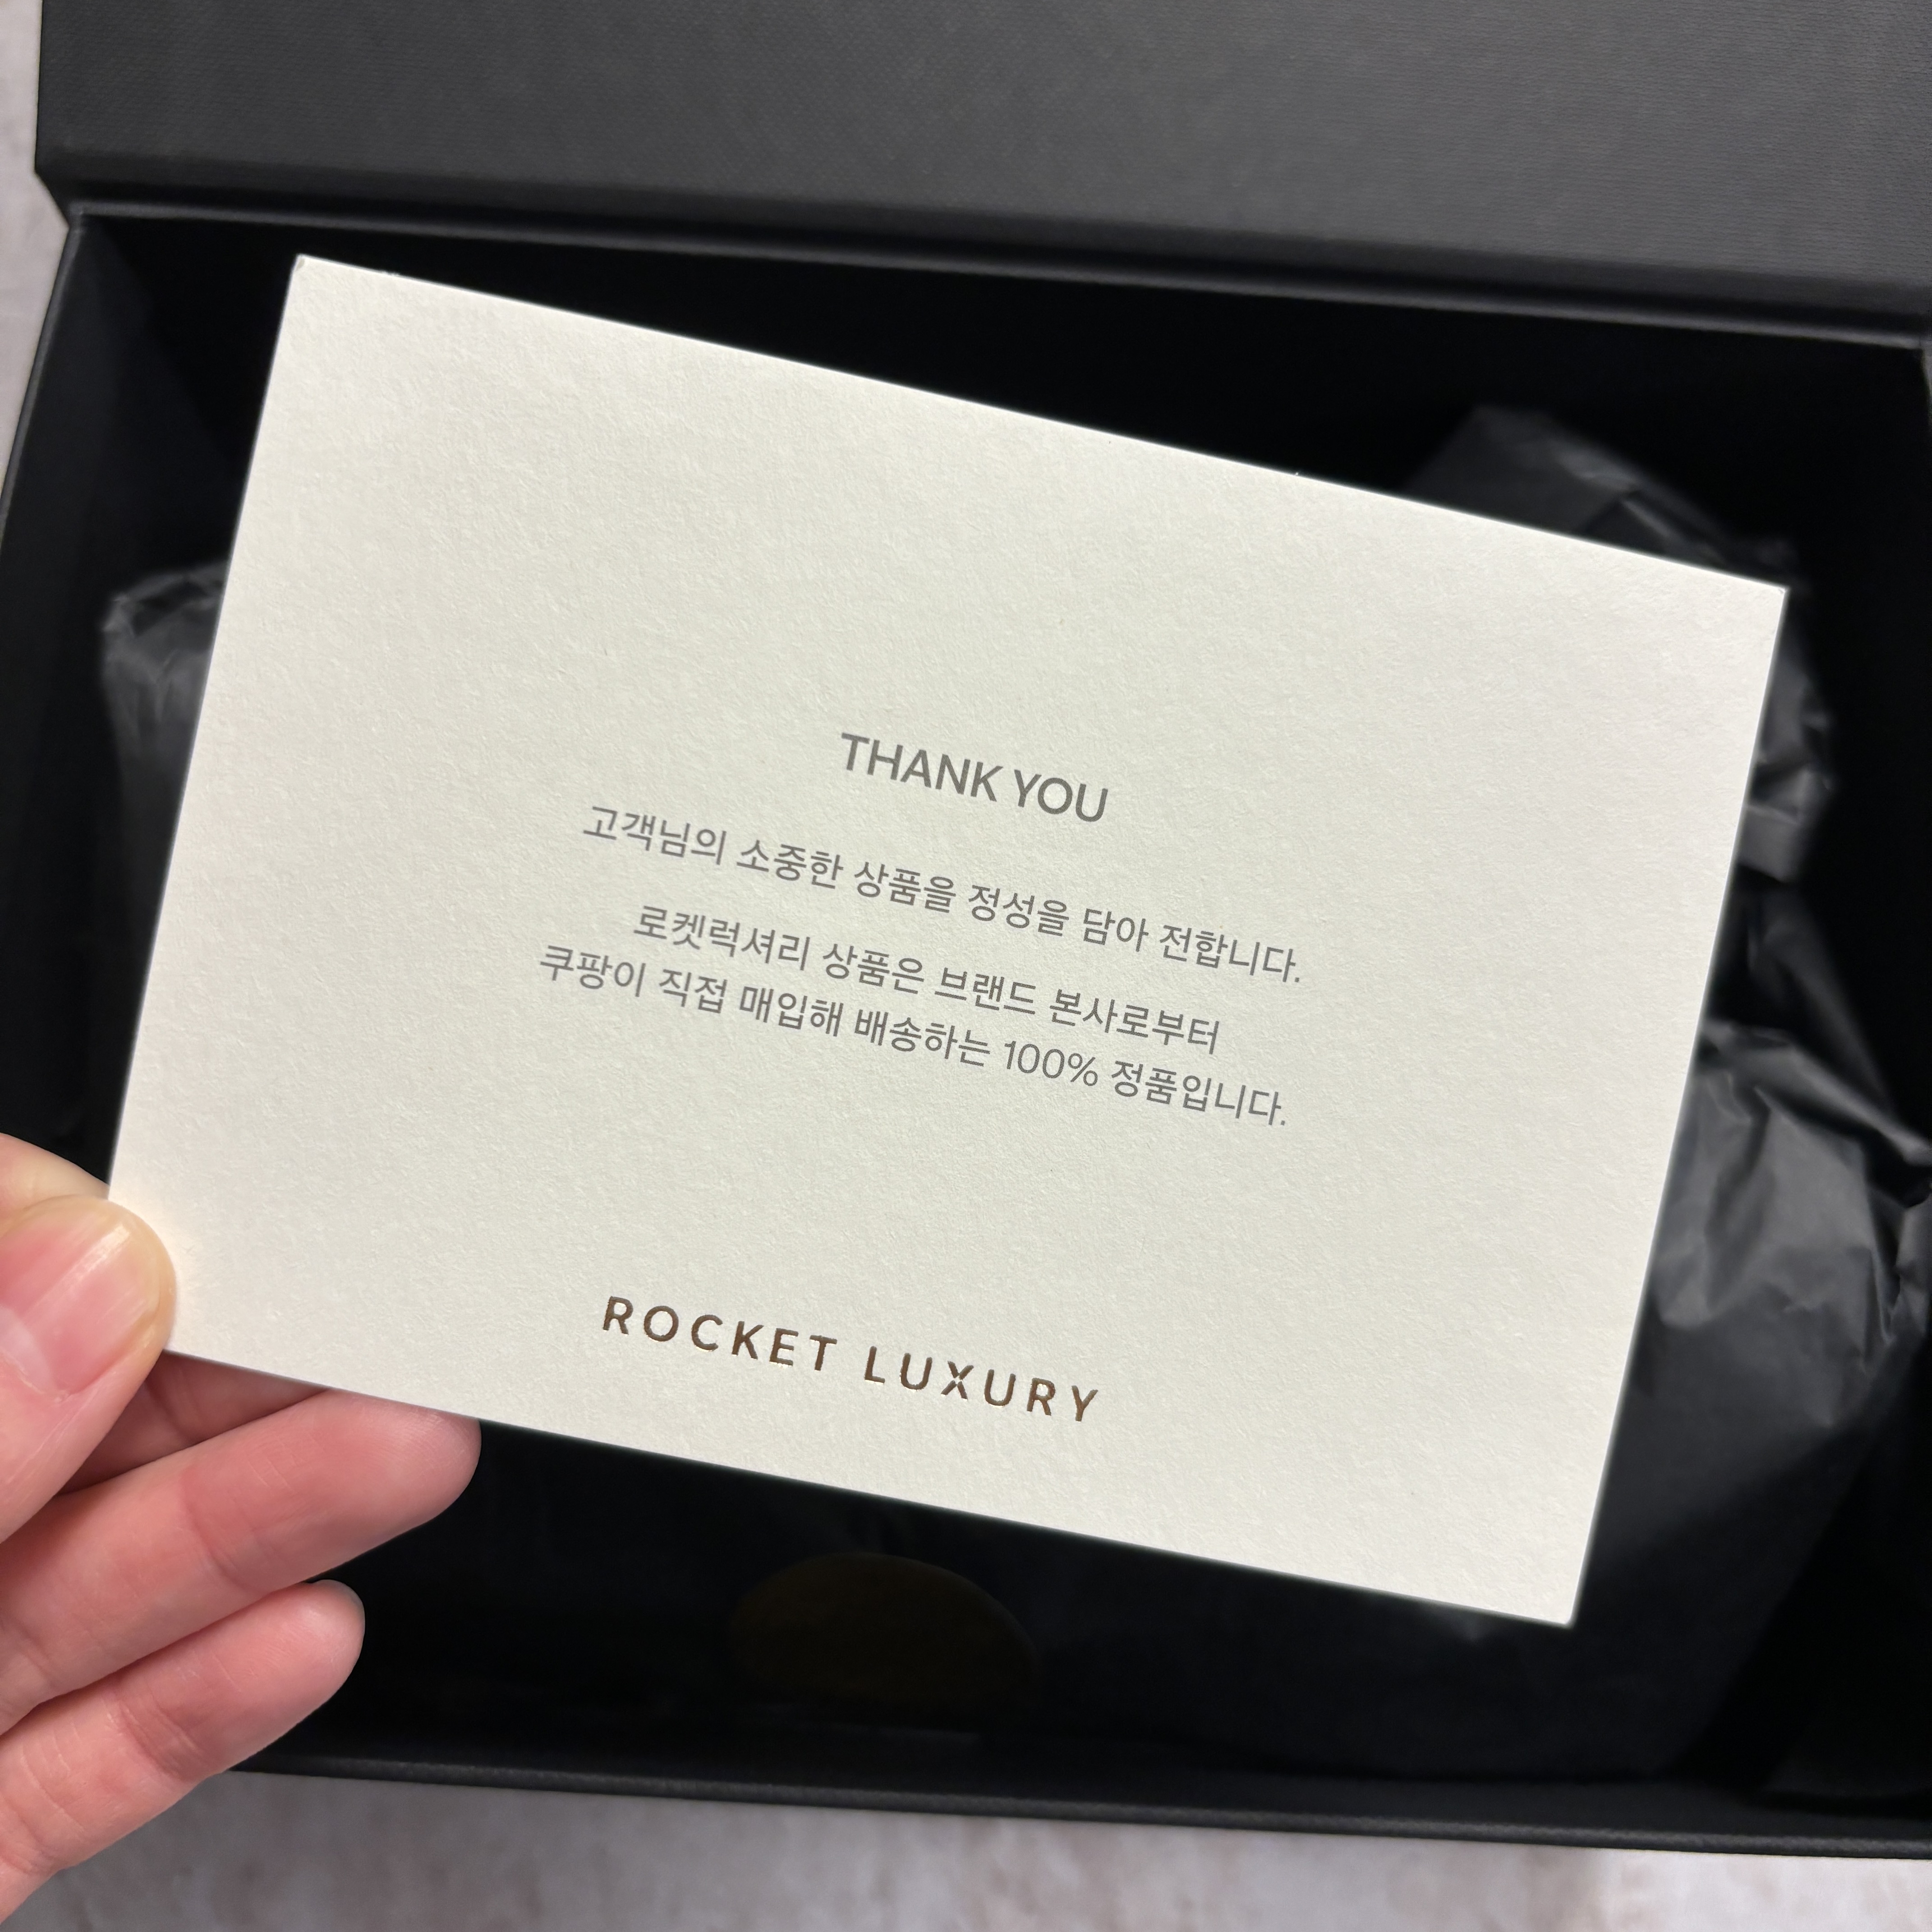 THANK YOU
고객님의 소중한 상품을 정성을 담아 전합니다.
로켓럭셔리 상품은 브랜드 본사로부터
쿠팡이 직접 매입해 배송하는 100% 정품입니다.
ROCKET LUXURY